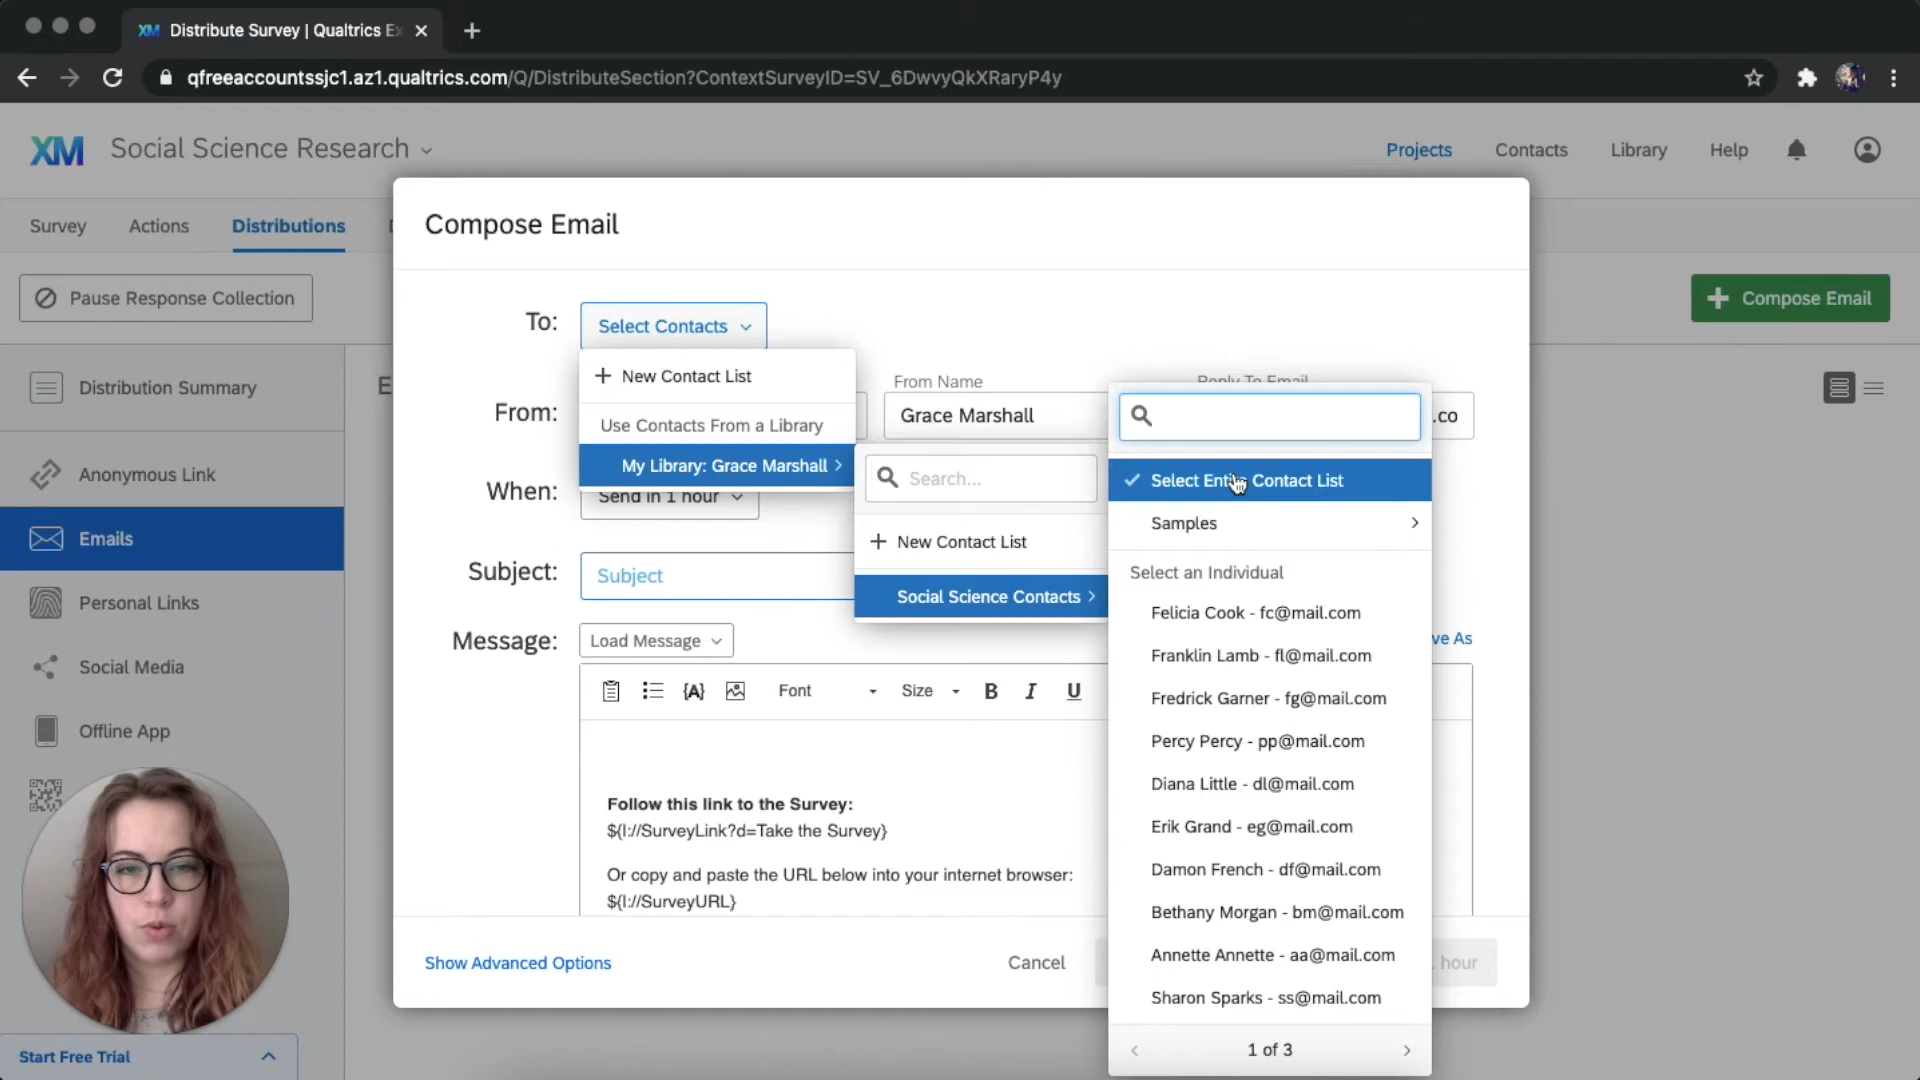 XM Distribute Survey | Qualtrics Ex
qfreeaccountssjc1.az1.qualtrics.com/Q/DistributeSection?ContextSurveyID=SV_6DwvyQkXRaryP4y
XM Social Science Research
Projects Contacts Library Help
Survey Actions Distributions
Pause Response Collection
Compose Email
Distribution Summary
Anonymous Link
Emails
Personal Links
Social Media
Offline App
Start Free Trial
E
Compose Email
To: Select Contacts
New Contact List
Use Contacts From a Library
My Library: Grace Marshall
From:
From Name
Grace Marshall
Reply To Email
.co
Search...
New Contact List
Social Science Contacts
Select Entire Contact List
Samples
Select an Individual
Felicia Cook - fc@mail.com
Franklin Lamb - fl@mail.com
Fredrick Garner - fg@mail.com
Percy Percy - pp@mail.com
Diana Little - dl@mail.com
Erik Grand - eg@mail.com
Damon French - df@mail.com
Bethany Morgan - bm@mail.com
Annette Annette - aa@mail.com
Sharon Sparks - ss@mail.com
1 of 3
When: Send in 1 hour
Subject: Subject
Message: Load Message
ve As
{A} Font Size B I U
Follow this link to the Survey:
${l://SurveyLink?d=Take the Survey}
Or copy and paste the URL below into your internet browser:
${l://SurveyURL}
Show Advanced Options
Cancel
hour